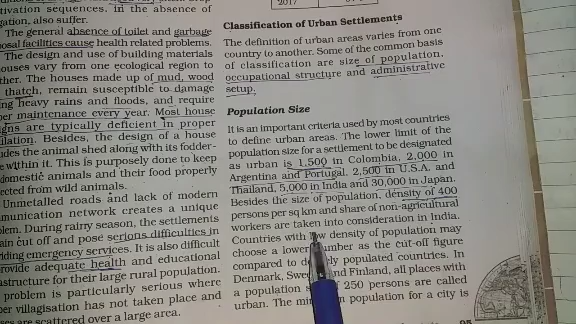 tivation sequences, in the absence of
gation, also suffer.
The general absence of toilet and garbage
osal facilities cause health related problems.
The design and use of building materials
ouses vary from one ecological region to
ther. The houses made up of mud, wood
thatch, remain susceptible to damage
ng heavy rains and floods, and require
per maintenance every year. Most house
gns are typically deficient in proper
ilation. Besides, the design of a house
udes the animal shed along with its fodder-
e within it. This is purposely done to keep
domestic animals and their food properly
ected from wild animals.
Unmetalled roads and lack of modern
munication network creates a unique
lem. During rainy season, the settlements
ain cut off and pose serious difficulties in
iding emergency services. It is also difficult
rovide adequate health and educational
astructure for their large rural population.
problem is particularly serious where
per villagisation has not taken place and
ses are scattered over a large area.
2017
Classification of Urban Settlements
The definition of urban areas varies from one
country to another. Some of the common basis
of classification are size of population,
occupational structure and administrative
setup.
Population Size
It is an important criteria used by most countries
to define urban areas. The lower limit of the
population size for a settlement to be designated
as urban is 1,500 in Colombia, 2,000 in
Argentina and Portugal, 2,500 in U.S.A. and
Thailand, 5,000 in India and 30,000 in Japan.
Besides the size of population, density of 400
persons per sq km and share of non-agricultural
workers are taken into consideration in India.
Countries with low density of population may
choose a lower number as the cut-off figure
compared to populated countries. In
Denmark, and Finland, all places with
a population 250 persons are called
urban. The population for a city is
95